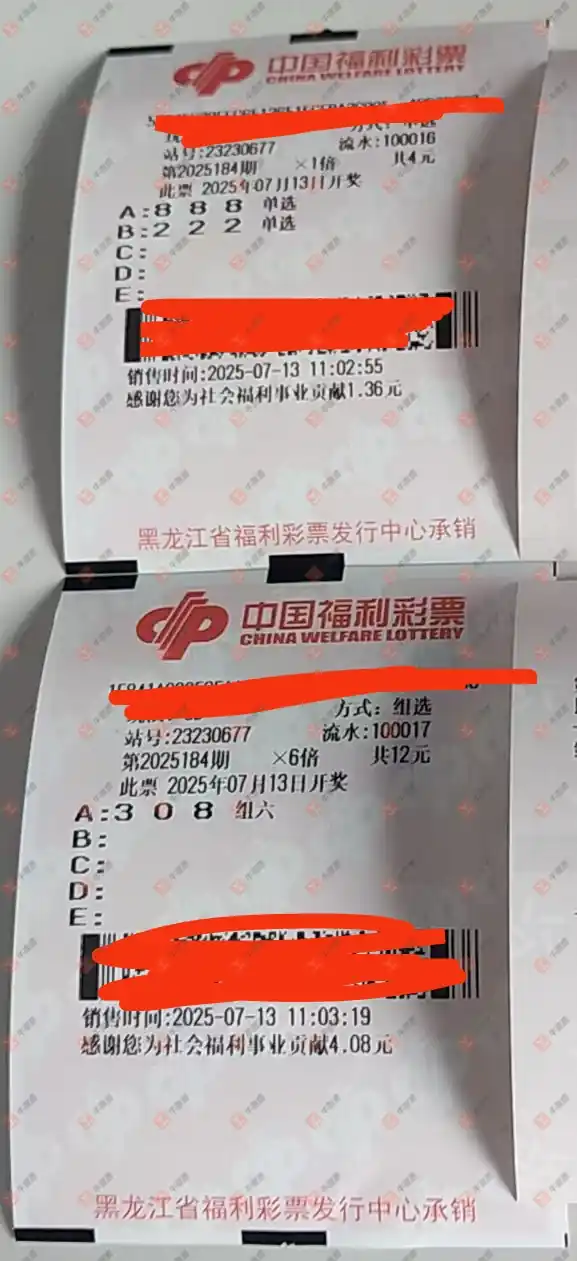 中国福利彩票
CHINA WELFARE LOTTERY
站号:23230677 流水:100016
第2025184期 ×1倍 共4元
此票 2025年07月13日开奖
A:8 8 8 单选
B:2 2 2 单选
C:
D:
E:
销售时间:2025-07-13 11:02:55
感谢您为社会福利事业贡献1.36元
黑龙江省福利彩票发行中心承销
中国福利彩票
CHINA WELFARE LOTTERY
方式: 组选
站号:23230677 流水:100017
第2025184期 ×6倍 共12元
此票 2025年07月13日开奖
A:3 0 8 组六
B:
C:
D:
E:
销售时间:2025-07-13 11:03:19
感谢您为社会福利事业贡献4.08元
黑龙江省福利彩票发行中心承销